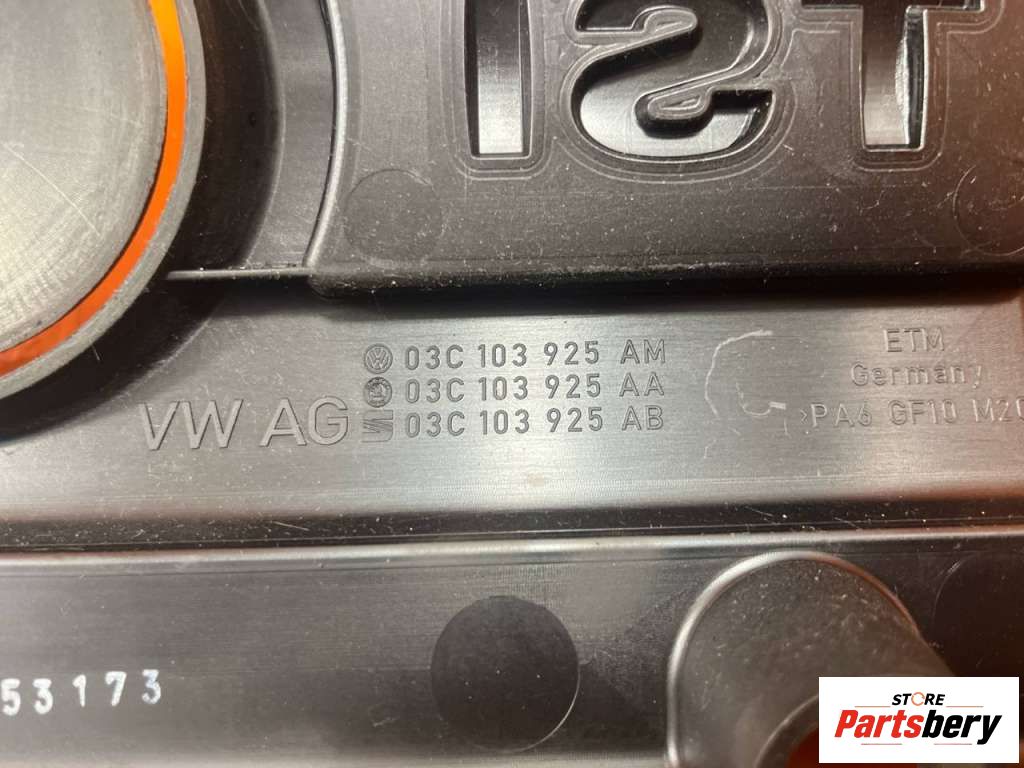 TSI
03C 103 925 AM
03C 103 925 AA
VW AG 03C 103 925 AB
ETM
Germany
>PA6 GF10 M20
53173
STORE
Partsbery